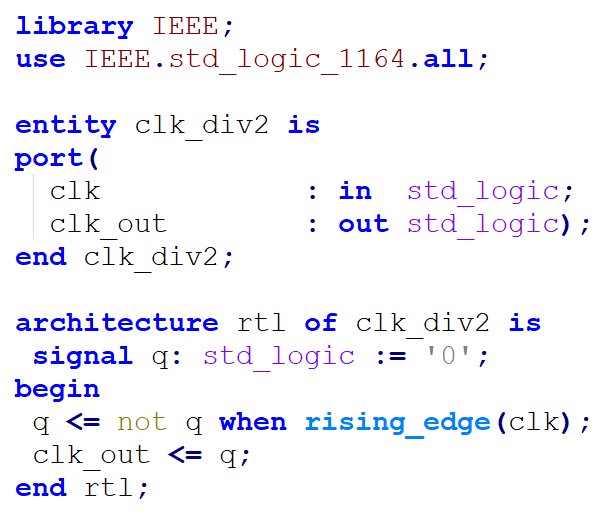 library IEEE;
use IEEE.std_logic_1164.all;

entity clk_div2 is
port(
  clk            : in  std_logic;
  clk_out        : out std_logic);
end clk_div2;

architecture rtl of clk_div2 is
 signal q: std_logic := '0';
begin
 q <= not q when rising_edge(clk);
 clk_out <= q;
end rtl;